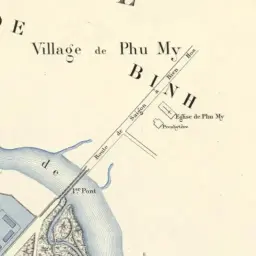 DE
Village de Phu My
BINH
Eglise de Phu My
Presbytère
Route de Saigon à Bien Hoa
de
1er Pont